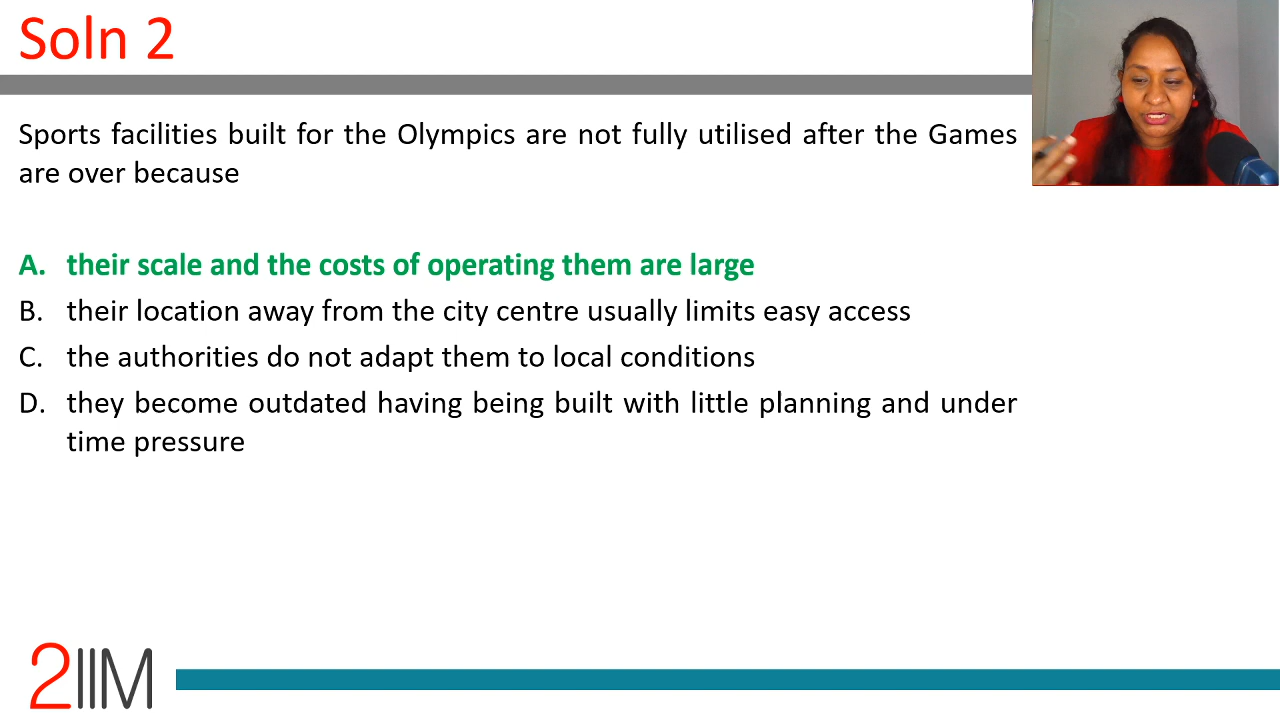 Soln 2
Sports facilities built for the Olympics are not fully utilised after the Games
are over because
A. their scale and the costs of operating them are large
B. their location away from the city centre usually limits easy access
C. the authorities do not adapt them to local conditions
D. they become outdated having being built with little planning and under
time pressure
2IIM